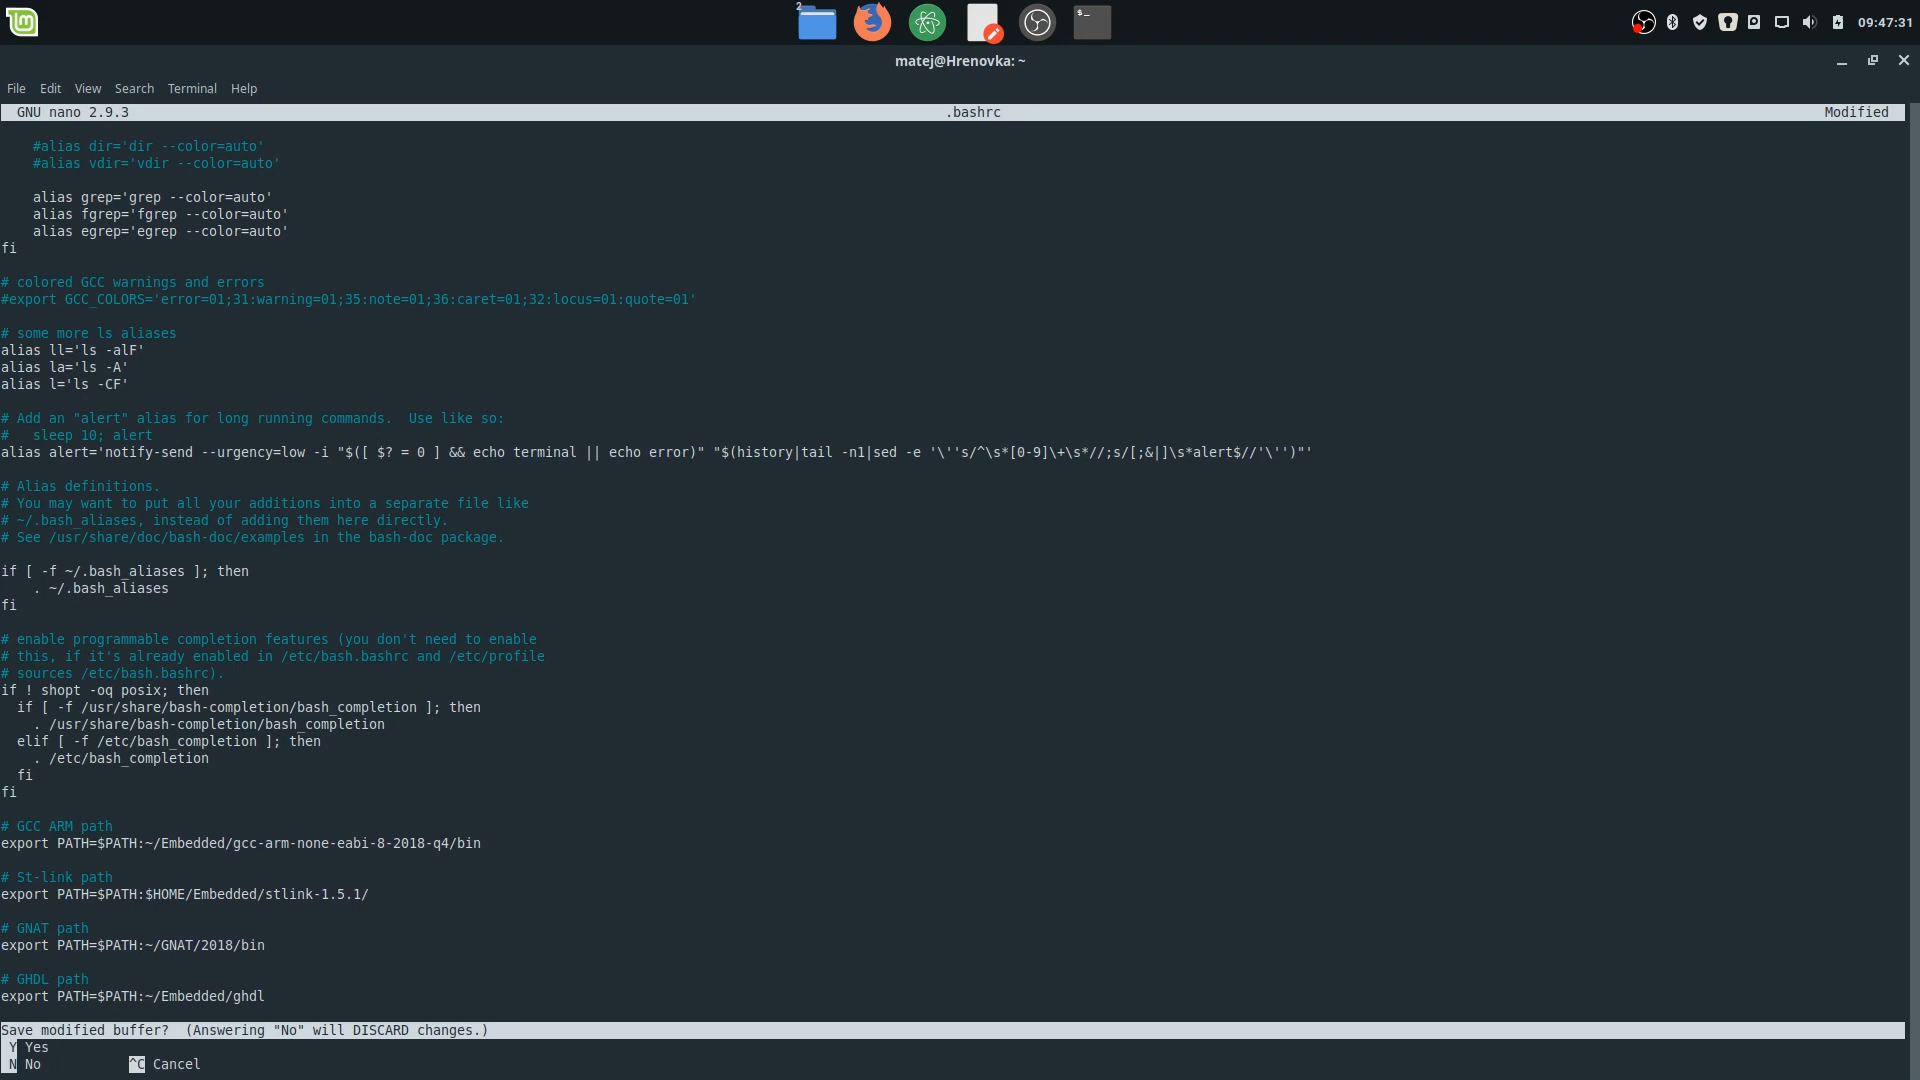 2
$_
09:47:31
matej@Hrenovka: ~
File Edit View Search Terminal Help
GNU nano 2.9.3 .bashrc Modified
#alias dir='dir --color=auto'
#alias vdir='vdir --color=auto'
alias grep='grep --color=auto'
alias fgrep='fgrep --color=auto'
alias egrep='egrep --color=auto'
fi
# colored GCC warnings and errors
#export GCC_COLORS='error=01;31:warning=01;35:note=01;36:caret=01;32:locus=01:quote=01'
# some more ls aliases
alias ll='ls -alF'
alias la='ls -A'
alias l='ls -CF'
# Add an "alert" alias for long running commands.  Use like so:
#   sleep 10; alert
alias alert='notify-send --urgency=low -i "$([ $? = 0 ] && echo terminal || echo error)" "$(history|tail -n1|sed -e '\''s/^\s*[0-9]\+\s*//;s/[;&|]\s*alert$//'\'')"'
# Alias definitions.
# You may want to put all your additions into a separate file like
# ~/.bash_aliases, instead of adding them here directly.
# See /usr/share/doc/bash-doc/examples in the bash-doc package.
if [ -f ~/.bash_aliases ]; then
. ~/.bash_aliases
fi
# enable programmable completion features (you don't need to enable
# this, if it's already enabled in /etc/bash.bashrc and /etc/profile
# sources /etc/bash.bashrc).
if ! shopt -oq posix; then
if [ -f /usr/share/bash-completion/bash_completion ]; then
. /usr/share/bash-completion/bash_completion
elif [ -f /etc/bash_completion ]; then
. /etc/bash_completion
fi
fi
# GCC ARM path
export PATH=$PATH:~/Embedded/gcc-arm-none-eabi-8-2018-q4/bin
# St-link path
export PATH=$PATH:$HOME/Embedded/stlink-1.5.1/
# GNAT path
export PATH=$PATH:~/GNAT/2018/bin
# GHDL path
export PATH=$PATH:~/Embedded/ghdl
Save modified buffer?  (Answering "No" will DISCARD changes.)
Y Yes
N No ^C Cancel